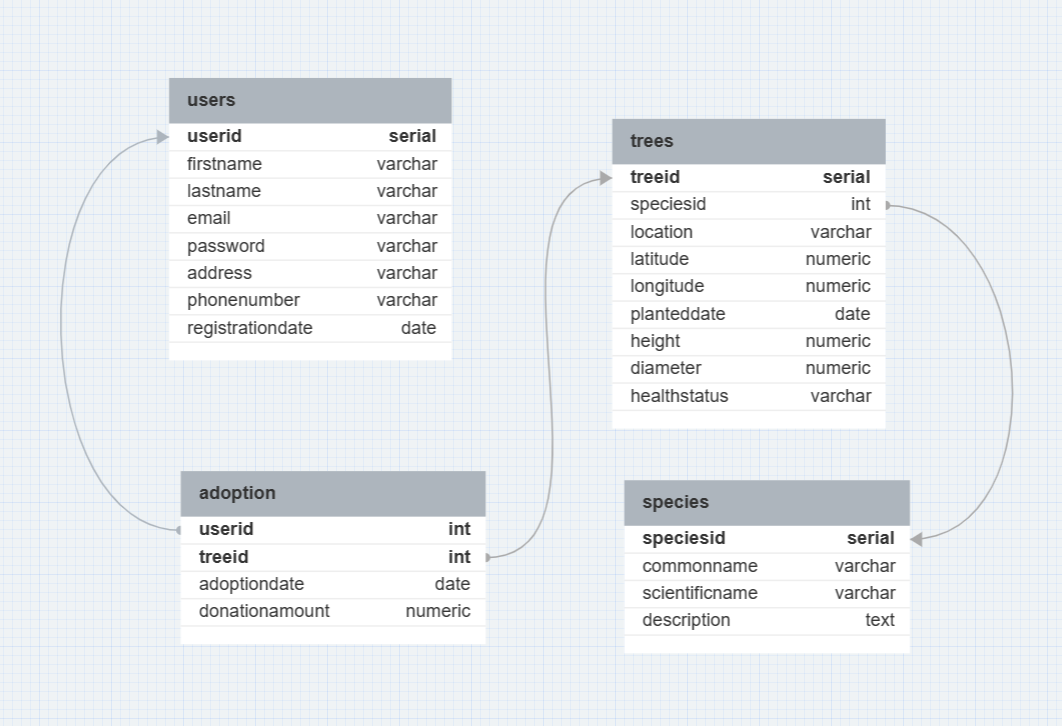 users
userid serial
firstname varchar
lastname varchar
email varchar
password varchar
address varchar
phonenumber varchar
registrationdate date
trees
treeid serial
speciesid int
location varchar
latitude numeric
longitude numeric
planteddate date
height numeric
diameter numeric
healthstatus varchar
adoption
userid int
treeid int
adoptiondate date
donationamount numeric
species
speciesid serial
commonname varchar
scientificname varchar
description text